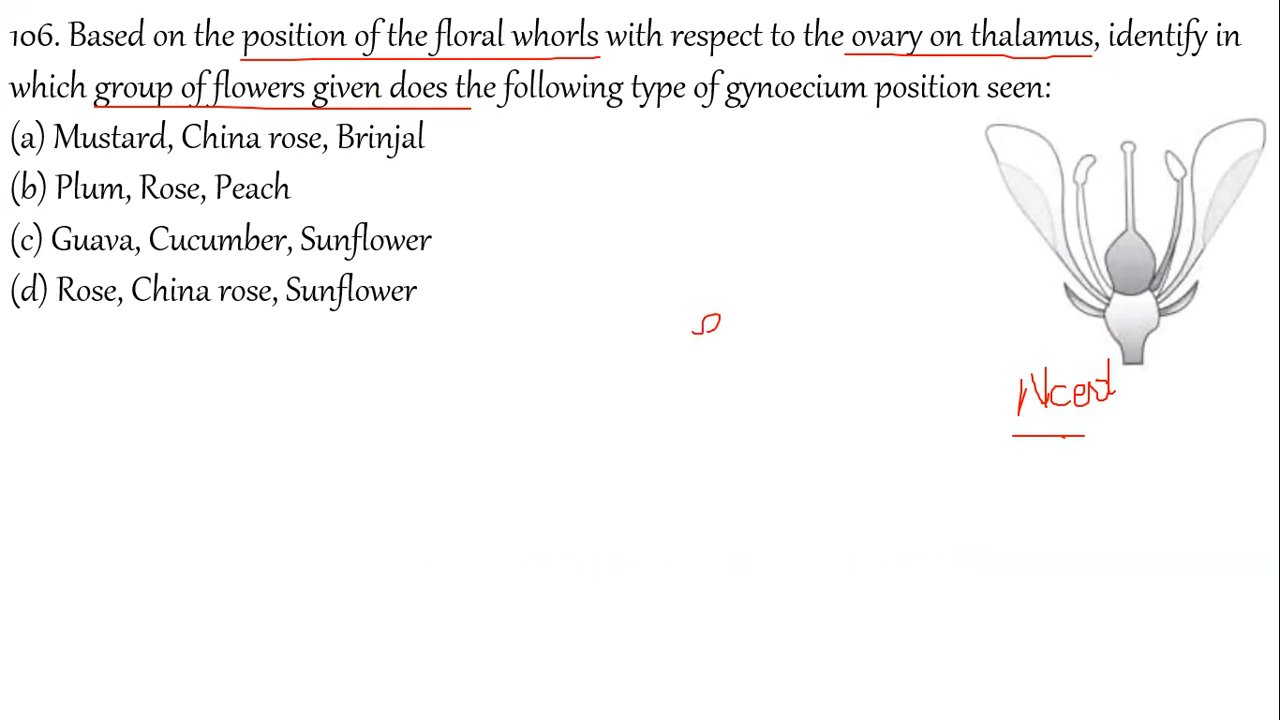 106. Based on the position of the floral whorls with respect to the ovary on thalamus, identify in
which group of flowers given does the following type of gynoecium position seen:
(a) Mustard, China rose, Brinjal
(b) Plum, Rose, Peach
(c) Guava, Cucumber, Sunflower
(d) Rose, China rose, Sunflower
Ncert